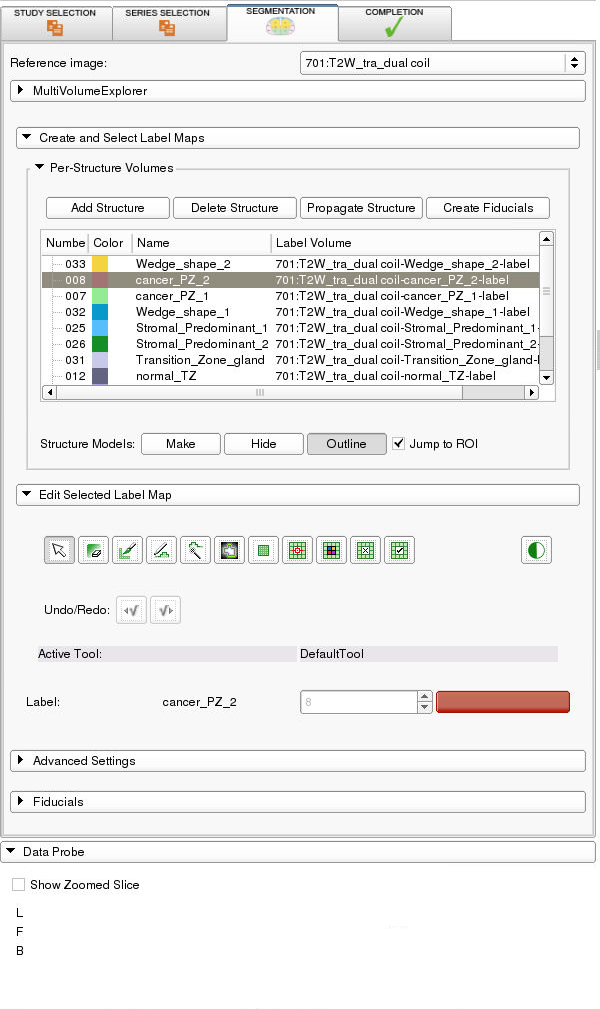 STUDY SELECTION SERIES SELECTION SEGMENTATION COMPLETION
Reference image: 701:T2W_tra_dual coil
MultiVolumeExplorer
Create and Select Label Maps
Per-Structure Volumes
Add Structure Delete Structure Propagate Structure Create Fiducials
Numbe Color Name Label Volume
033 Wedge_shape_2 701:T2W_tra_dual coil-Wedge_shape_2-label
008 cancer_PZ_2 701:T2W_tra_dual coil-cancer_PZ_2-label
007 cancer_PZ_1 701:T2W_tra_dual coil-cancer_PZ_1-label
032 Wedge_shape_1 701:T2W_tra_dual coil-Wedge_shape_1-label
025 Stromal_Predominant_1 701:T2W_tra_dual coil-Stromal_Predominant_1-
026 Stromal_Predominant_2 701:T2W_tra_dual coil-Stromal_Predominant_2-
031 Transition_Zone_gland 701:T2W_tra_dual coil-Transition_Zone_gland-l
012 normal_TZ 701:T2W_tra_dual coil-normal_TZ-label
Structure Models: Make Hide Outline Jump to ROI
Edit Selected Label Map
Undo/Redo:
Active Tool: DefaultTool
Label: cancer_PZ_2 8
Advanced Settings
Fiducials
Data Probe
Show Zoomed Slice
L
F
B